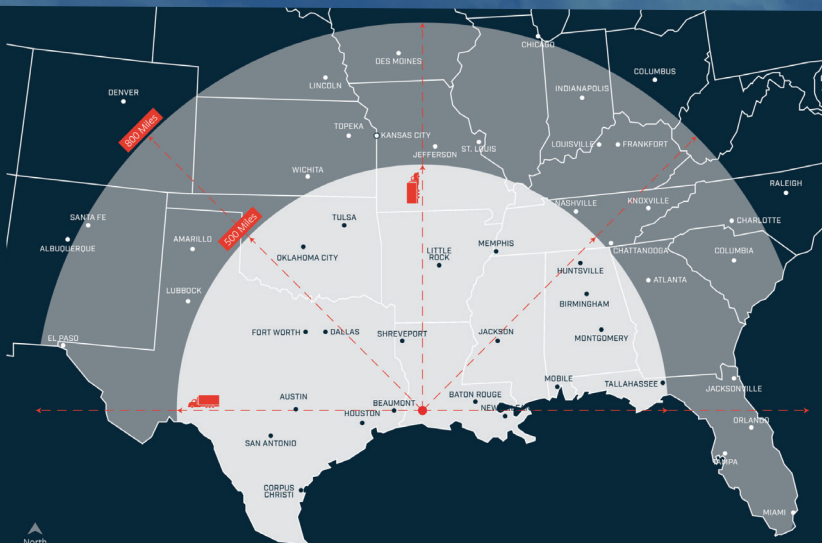 CHICAGO
DES MOINES
COLUMBUS
LINCOLN
INDIANAPOLIS
DENVER
800 Miles
TOPEKA
KANSAS CITY
JEFFERSON
ST. LOUIS
LOUISVILLE
FRANKFORT
WICHITA
RALEIGH
NASHVILLE
KNOXVILLE
SANTA FE
TULSA
CHARLOTTE
500 Miles
ALBUQUERQUE
AMARILLO
OKLAHOMA CITY
LITTLE
ROCK
MEMPHIS
CHATTANOOGA
COLUMBIA
HUNTSVILLE
ATLANTA
LUBBOCK
BIRMINGHAM
EL PASO
FORT WORTH
DALLAS
SHREVEPORT
JACKSON
MONTGOMERY
MOBILE
TALLAHASSEE
JACKSONVILLE
AUSTIN
BEAUMONT
BATON ROUGE
HOUSTON
ORLANDO
SAN ANTONIO
TAMPA
CORPUS
CHRISTI
MIAMI
North